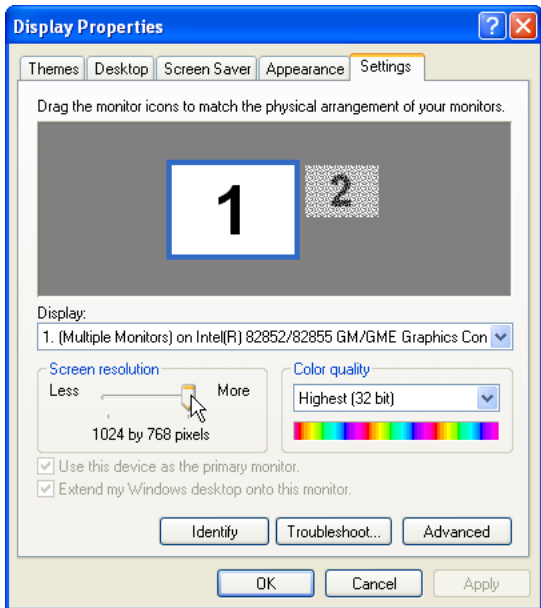 Display Properties
Themes Desktop Screen Saver Appearance Settings
Drag the monitor icons to match the physical arrangement of your monitors.
1 2
Display:
1. (Multiple Monitors) on Intel(R) 82852/82855 GM/GME Graphics Con
Screen resolution
Less More
1024 by 768 pixels
Color quality
Highest (32 bit)
Use this device as the primary monitor.
Extend my Windows desktop onto this monitor.
Identify Troubleshoot... Advanced
OK Cancel Apply